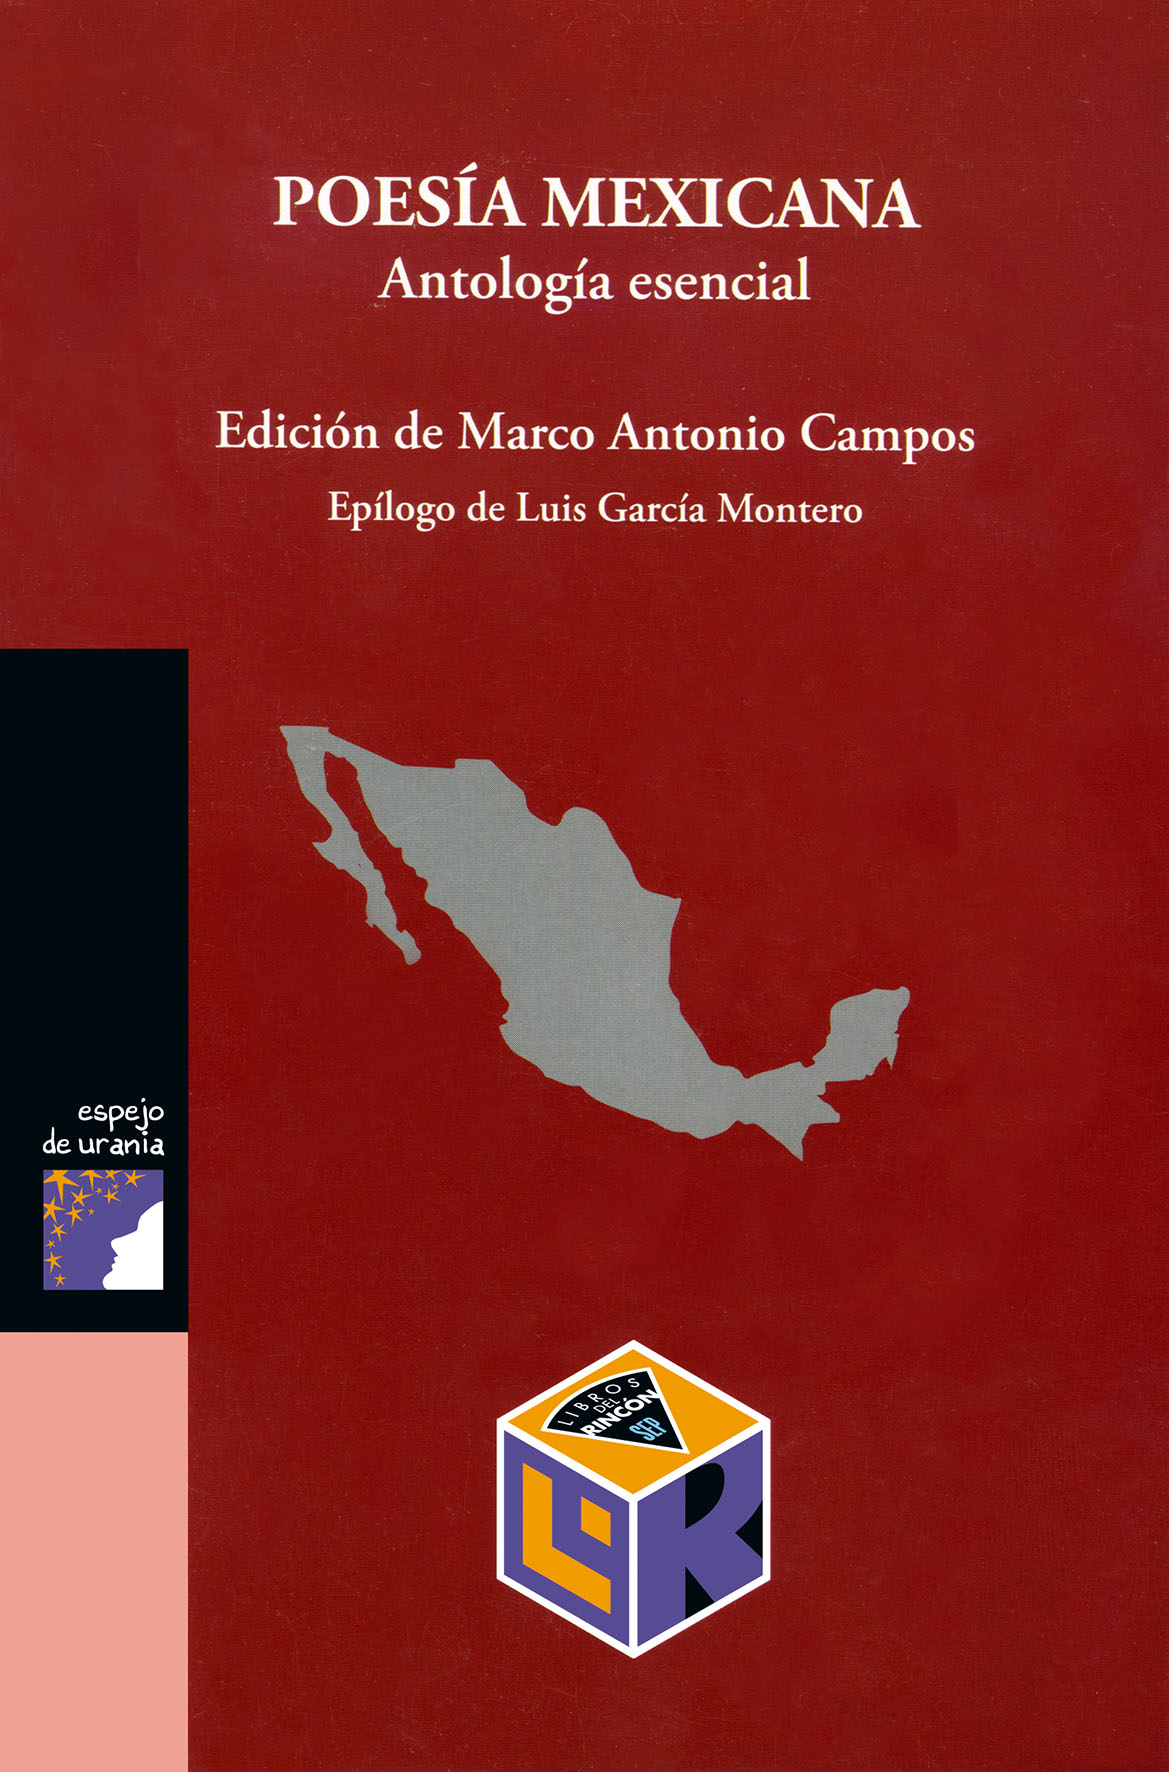 POESÍA MEXICANA
Antología esencial
Edición de Marco Antonio Campos
Epílogo de Luis García Montero
espejo
de urania
LIBROS
DEL
RINCÓN
SEP
LR